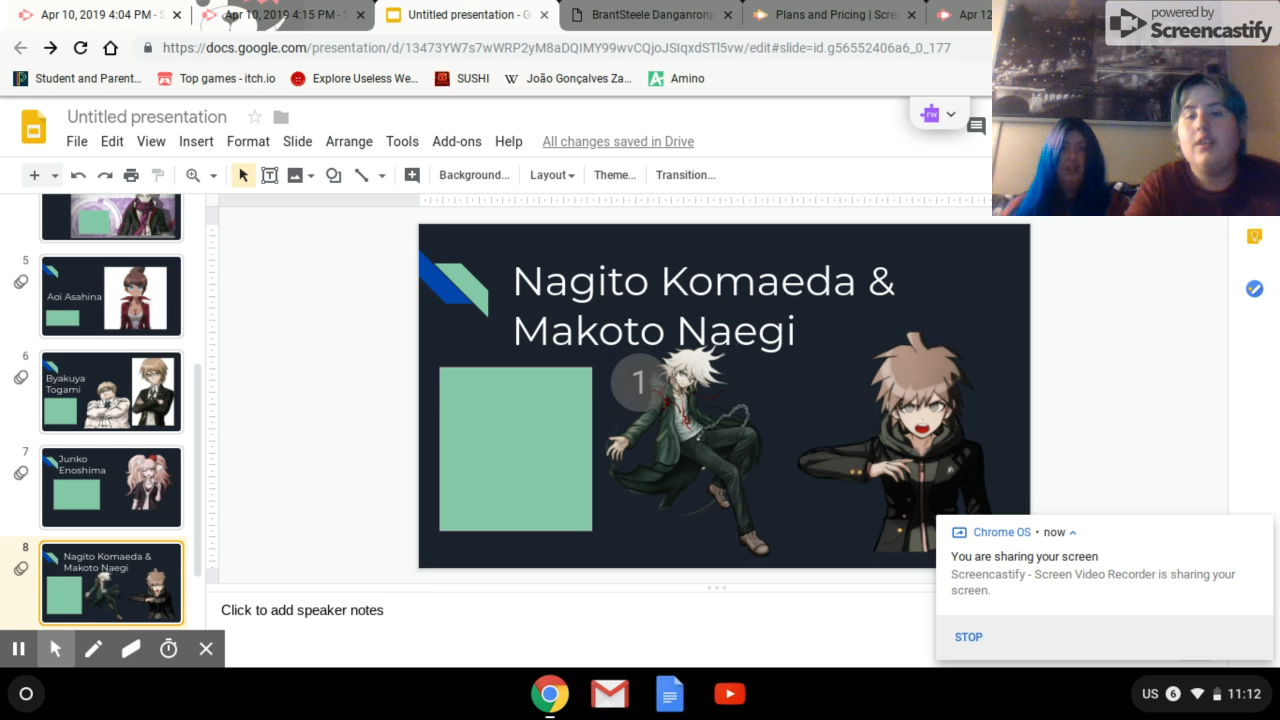 Apr 10, 2019 4:04 PM - S
Apr 10, 2019 4:15 PM - S
Untitled presentation - G
BrantSteele Danganronp
Plans and Pricing | Scree
Apr 12
powered by
Screencastify
https://docs.google.com/presentation/d/13473YW7s7wWRP2yM8aDQIMY99wvCQjoJSIqxdSTl5vw/edit#slide=id.g56552406a6_0_177
Student and Parent...
Top games - itch.io
Explore Useless We...
SUSHI
W João Gonçalves Za...
Amino
Untitled presentation
rw
File Edit View Insert Format Slide Arrange Tools Add-ons Help All changes saved in Drive
Background... Layout Theme... Transition...
5
Aoi Asahina
6
Byakuya
Togami
7
Junko
Enoshima
8
Nagito Komaeda &
Makoto Naegi
Nagito Komaeda &
Makoto Naegi
1
Click to add speaker notes
Chrome OS • now
You are sharing your screen
Screencastify - Screen Video Recorder is sharing your
screen.
STOP
US 6 11:12